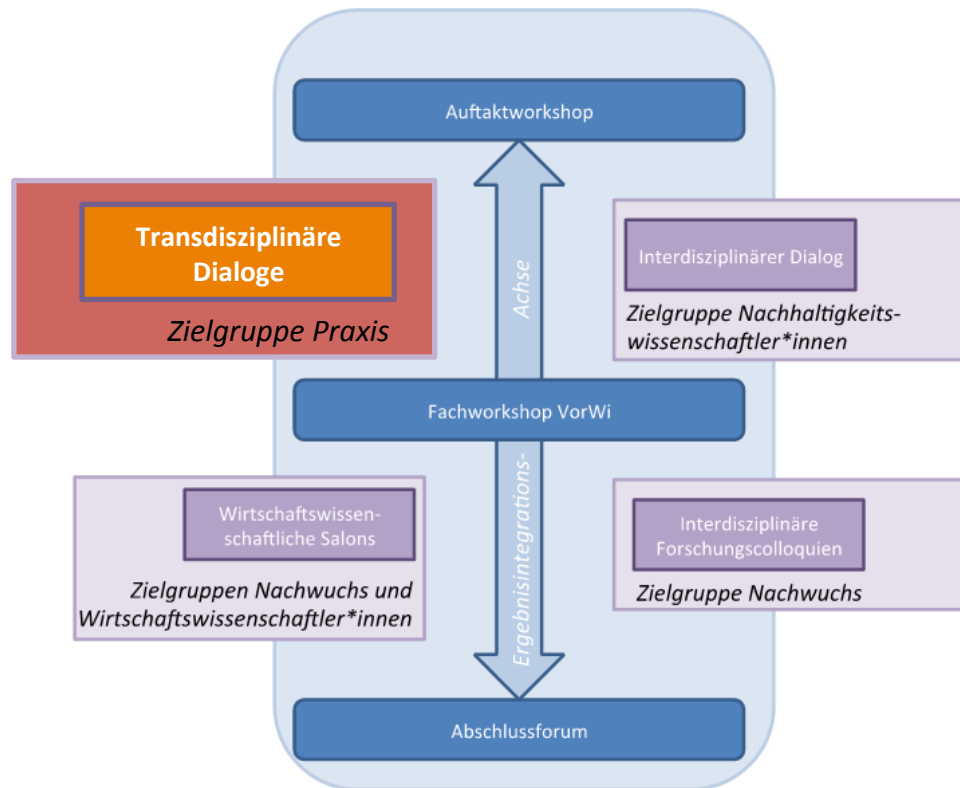 Auftaktworkshop
Transdisziplinäre
Dialoge
Zielgruppe Praxis
Interdisziplinärer Dialog
Zielgruppe Nachhaltigkeits-
wissenschaftler*innen
Achse
Fachworkshop VorWi
Wirtschaftswissen-
schaftliche Salons
Zielgruppen Nachwuchs und
Wirtschaftswissenschaftler*innen
Ergebnisintegrations-
Interdisziplinäre
Forschungscolloquien
Zielgruppe Nachwuchs
Abschlussforum